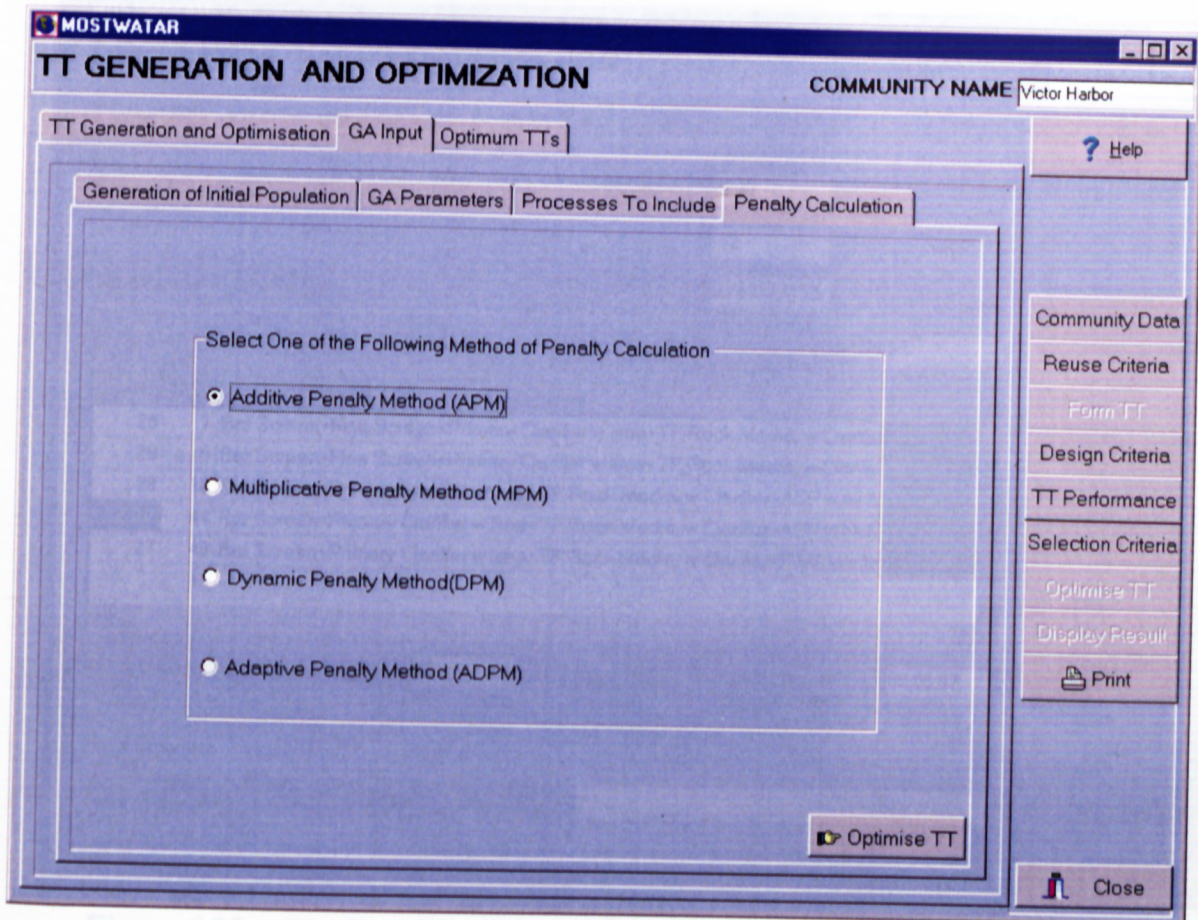 MOSTWATAR
TT GENERATION AND OPTIMIZATION
COMMUNITY NAME Victor Harbor
TT Generation and Optimisation GA Input Optimum TTs
? Help
Generation of Initial Population GA Parameters Processes To Include Penalty Calculation
Select One of the Following Method of Penalty Calculation
Additive Penalty Method (APM)
Multiplicative Penalty Method (MPM)
Dynamic Penalty Method(DPM)
Adaptive Penalty Method (ADPM)
Optimise TT
Community Data
Reuse Criteria
Form TT
Design Criteria
TT Performance
Selection Criteria
Optimise TT
Display Result
Print
Close